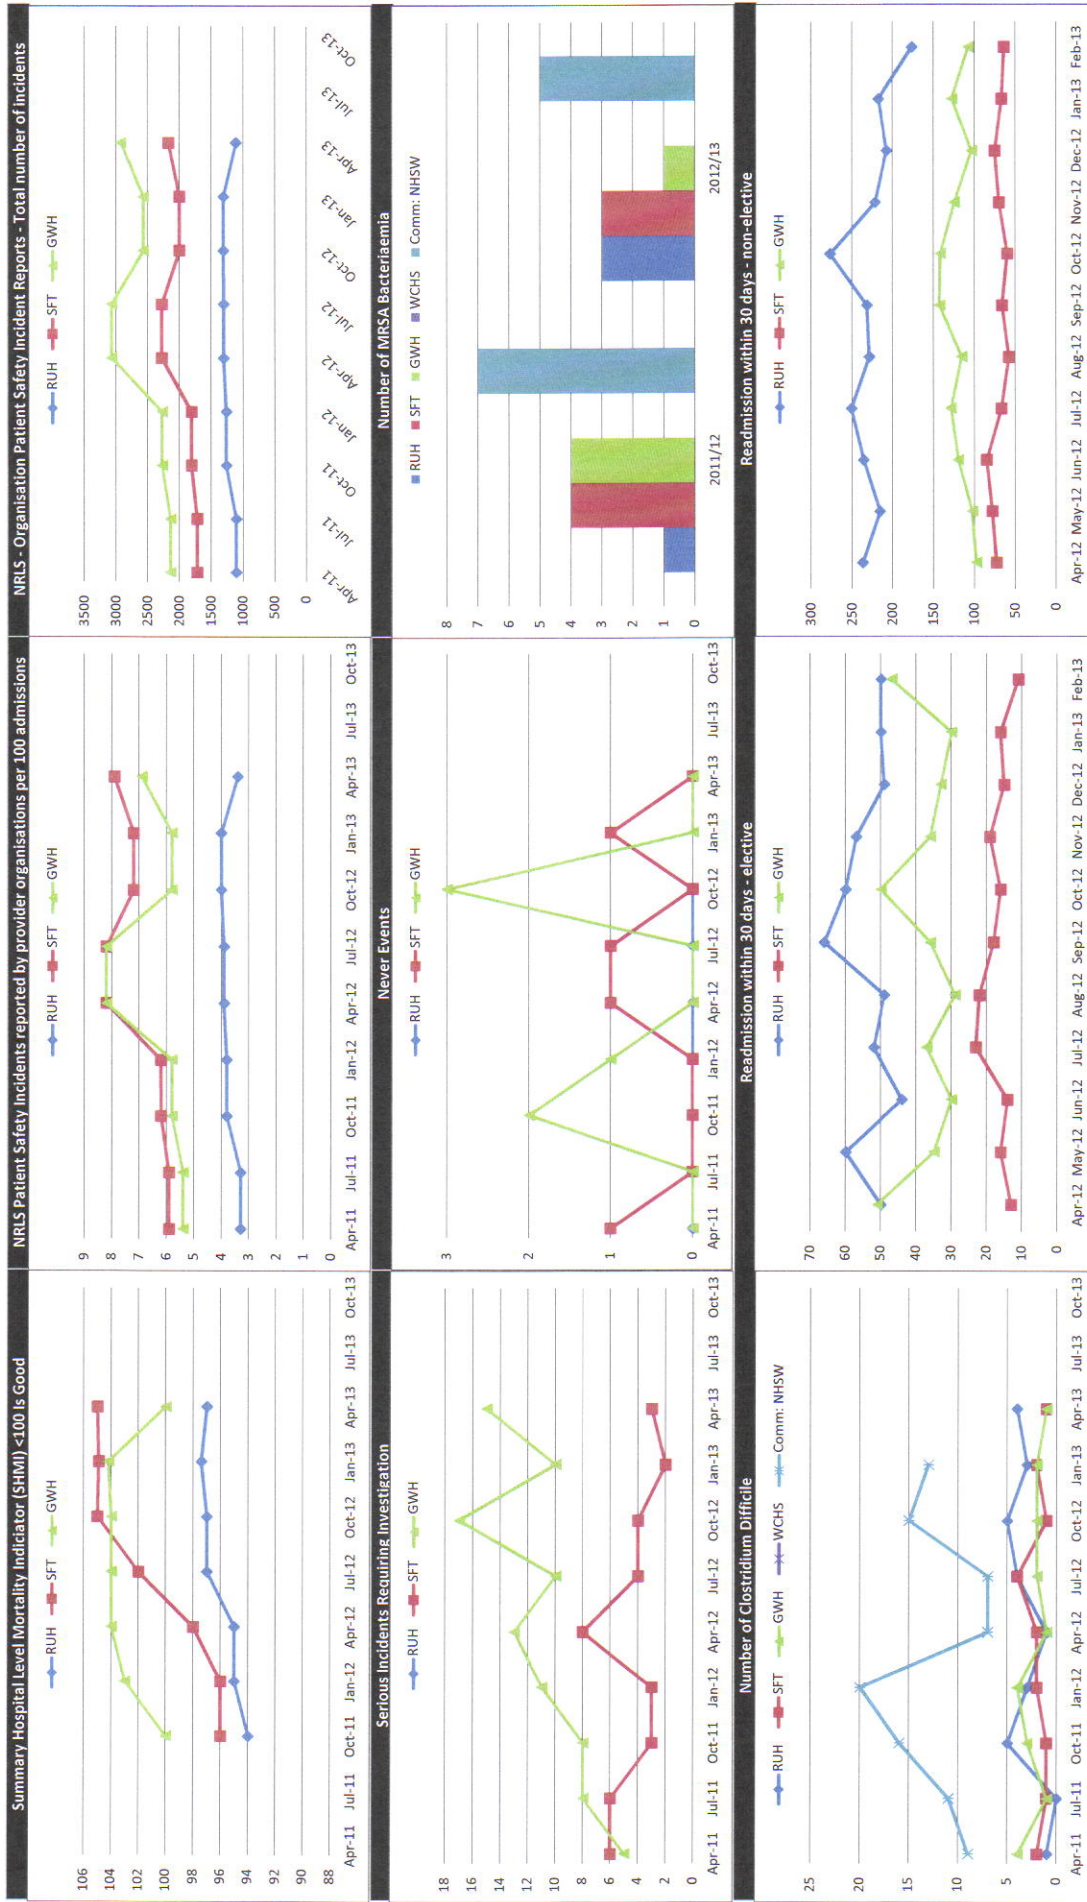 Summary Hospital Level Mortality Indiciator (SHMI) <100 Is Good
RUH SFT GWH
106
104
102
100
98
96
94
92
90
88
Apr-11 Jul-11 Oct-11 Jan-12 Apr-12 Jul-12 Oct-12 Jan-13 Apr-13 Jul-13 Oct-13
NRLS Patient Safety Incidents reported by provider organisations per 100 admissions
RUH SFT GWH
9
8
7
6
5
4
3
2
1
0
Apr-11 Jul-11 Oct-11 Jan-12 Apr-12 Jul-12 Oct-12 Jan-13 Apr-13 Jul-13 Oct-13
NRLS - Organisation Patient Safety Incident Reports - Total number of incidents
RUH SFT GWH
3500
3000
2500
2000
1500
1000
500
0
Apr-11 Jul-11 Oct-11 Jan-12 Apr-12 Jul-12 Oct-12 Jan-13 Apr-13 Jul-13 Oct-13
Serious Incidents Requiring Investigation
RUH SFT GWH
18
16
14
12
10
8
6
4
2
0
Apr-11 Jul-11 Oct-11 Jan-12 Apr-12 Jul-12 Oct-12 Jan-13 Apr-13 Jul-13 Oct-13
Never Events
RUH SFT GWH
3
2
1
0
Apr-11 Jul-11 Oct-11 Jan-12 Apr-12 Jul-12 Oct-12 Jan-13 Apr-13 Jul-13 Oct-13
Number of MRSA Bacteriaemia
RUH SFT GWH WCHS Comm: NHSW
8
7
6
5
4
3
2
1
0
2011/12 2012/13
Number of Clostridium Difficile
RUH SFT GWH WCHS Comm: NHSW
25
20
15
10
5
0
Apr-11 Jul-11 Oct-11 Jan-12 Apr-12 Jul-12 Oct-12 Jan-13 Apr-13 Jul-13 Oct-13
Readmission within 30 days - elective
RUH SFT GWH
70
60
50
40
30
20
10
0
Apr-12 May-12 Jun-12 Jul-12 Aug-12 Sep-12 Oct-12 Nov-12 Dec-12 Jan-13 Feb-13
Readmission within 30 days - non-elective
RUH SFT GWH
300
250
200
150
100
50
0
Apr-12 May-12 Jun-12 Jul-12 Aug-12 Sep-12 Oct-12 Nov-12 Dec-12 Jan-13 Feb-13